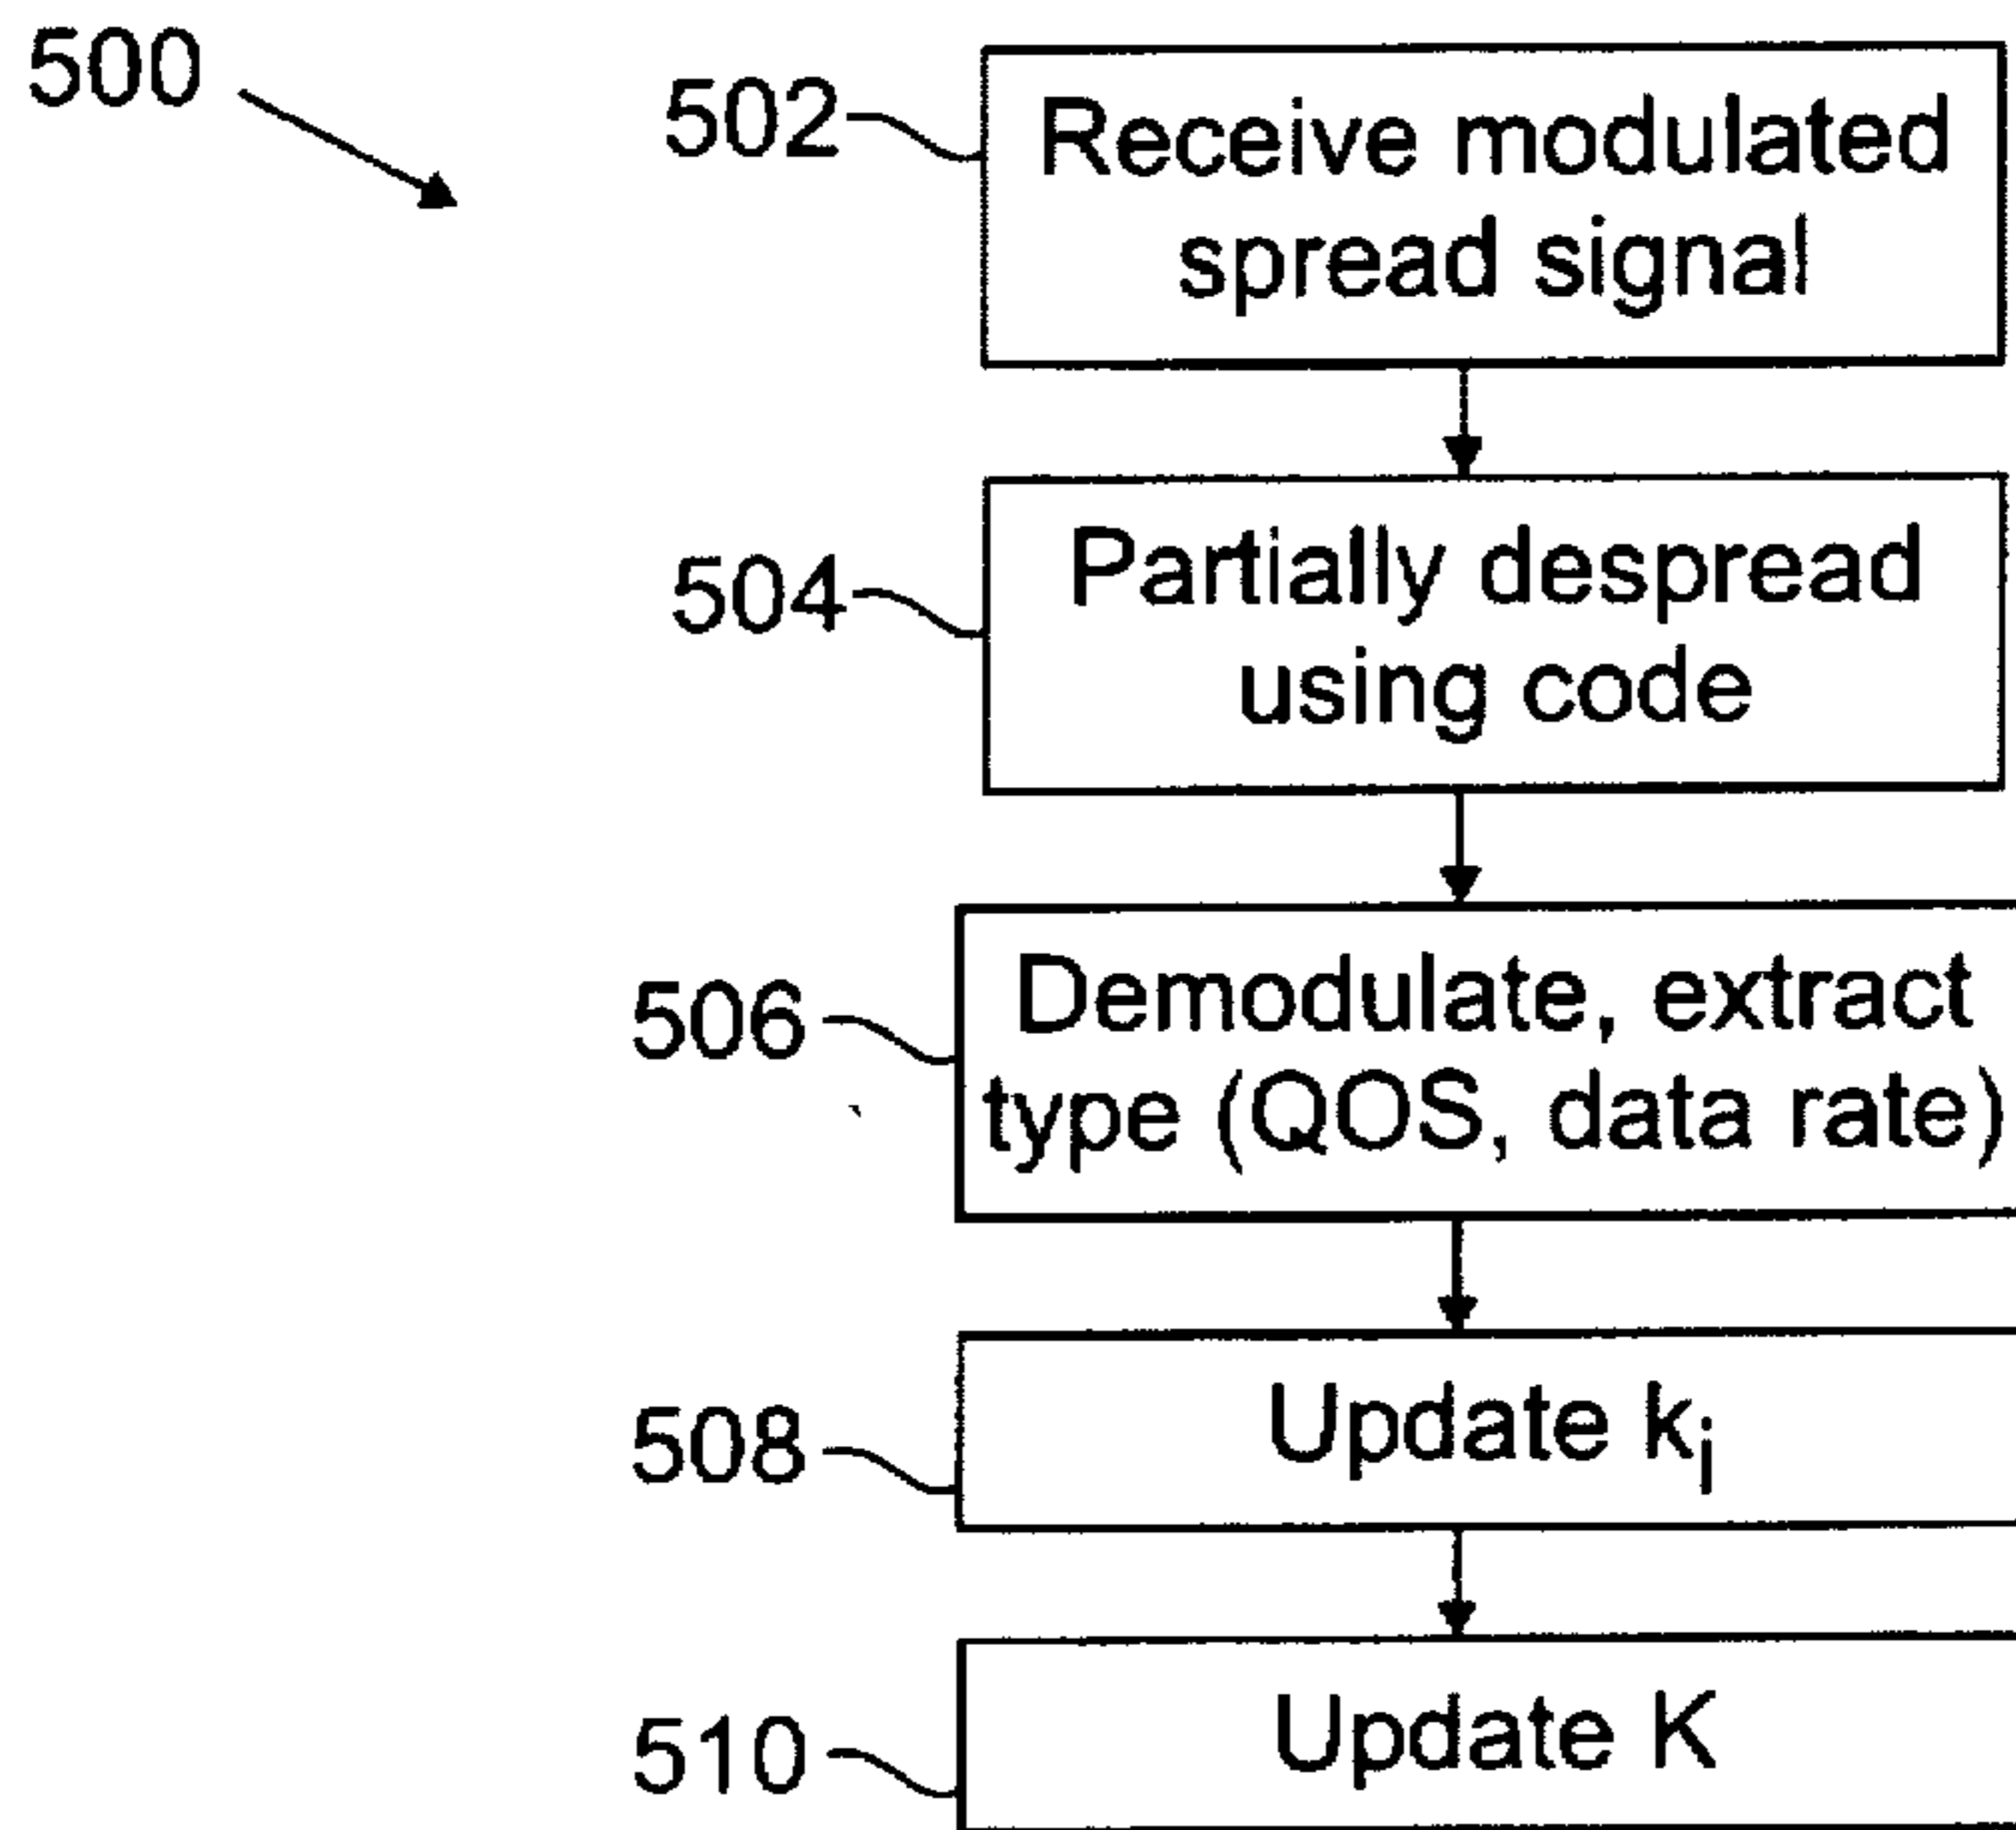 500
502
Receive modulated
spread signal
504
Partially despread
using code
506
Demodulate, extract
type (QOS, data rate)
508
Update kj
510
Update K